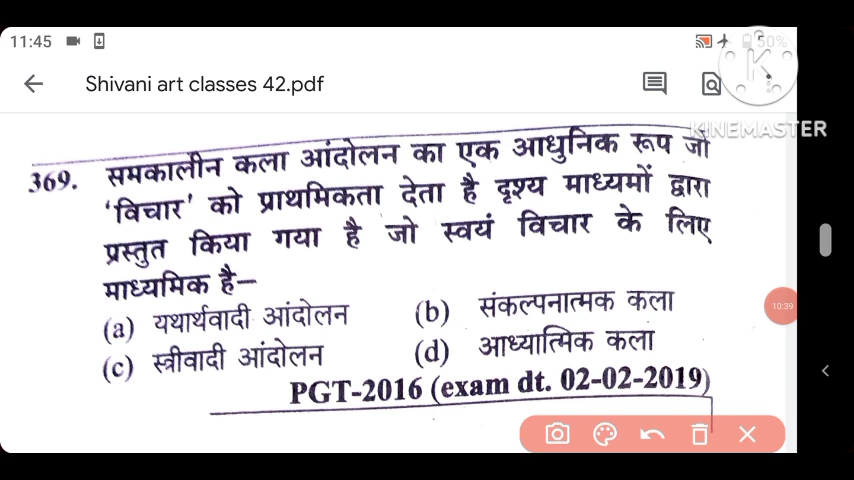 11:45
50%
Shivani art classes 42.pdf
K
KINEMASTER
369. समकालीन कला आंदोलन का एक आधुनिक रूप जो
'विचार' को प्राथमिकता देता है दृश्य माध्यमों द्वारा
प्रस्तुत किया गया है जो स्वयं विचार के लिए
माध्यमिक है–
(a) यथार्थवादी आंदोलन (b) संकल्पनात्मक कला
(c) स्त्रीवादी आंदोलन (d) आध्यात्मिक कला
PGT-2016 (exam dt. 02-02-2019)
10:39